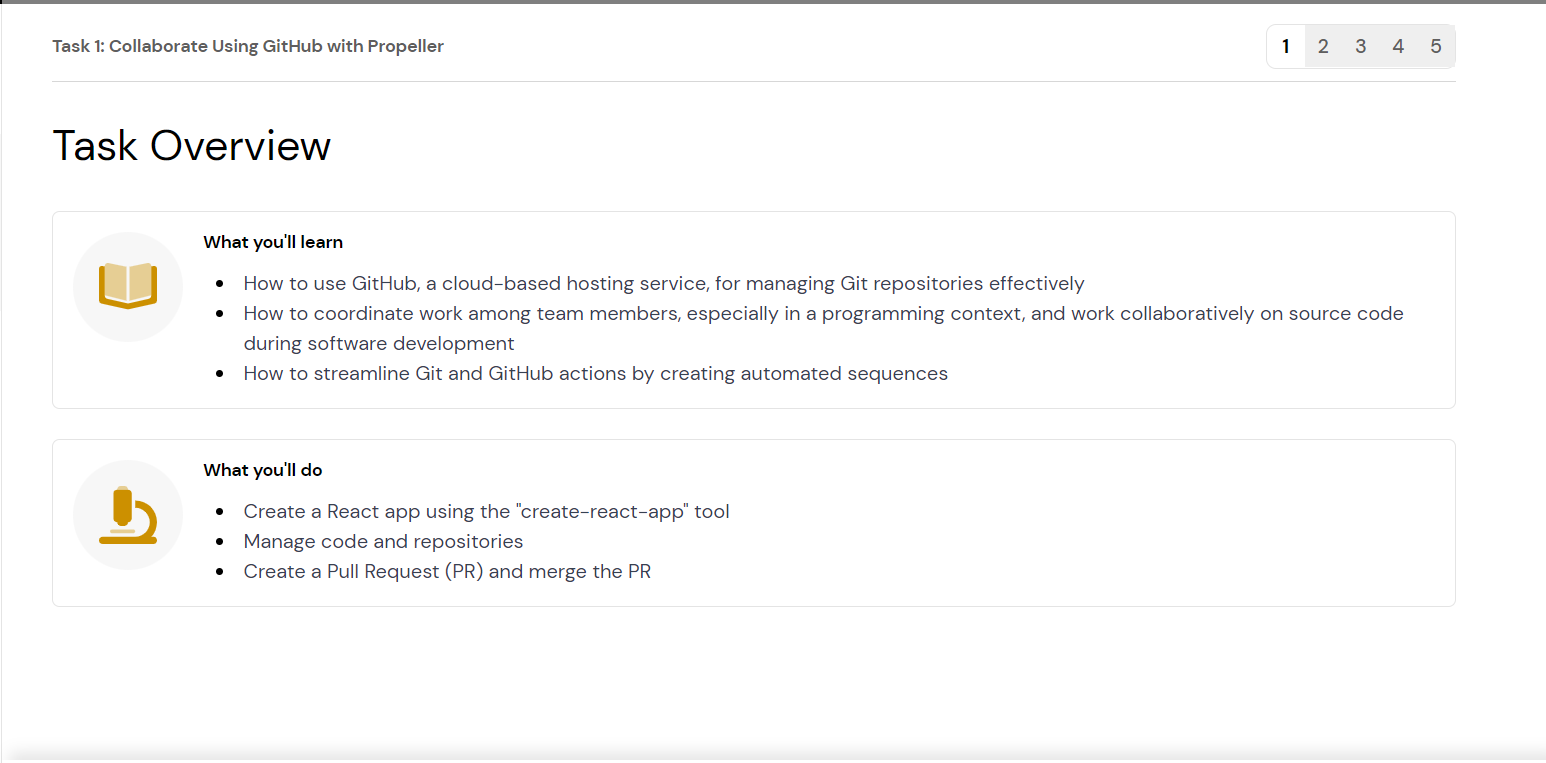 Task 1: Collaborate Using GitHub with Propeller
1 2 3 4 5
Task Overview
What you'll learn
How to use GitHub, a cloud-based hosting service, for managing Git repositories effectively
How to coordinate work among team members, especially in a programming context, and work collaboratively on source code
during software development
How to streamline Git and GitHub actions by creating automated sequences
What you'll do
Create a React app using the "create-react-app" tool
Manage code and repositories
Create a Pull Request (PR) and merge the PR